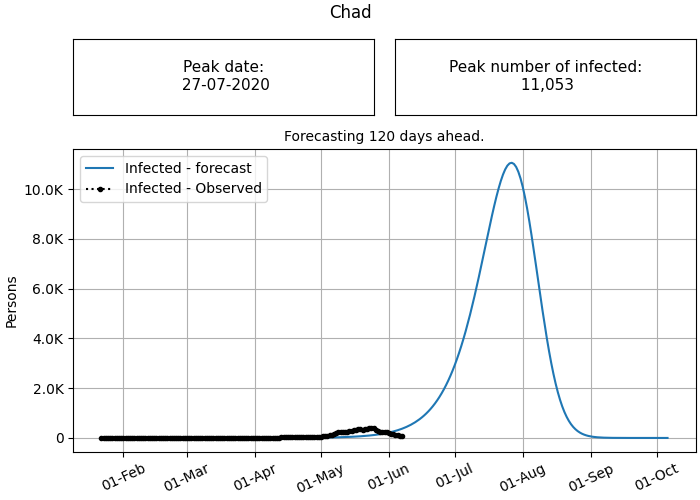 Chad
Peak date:
27-07-2020
Peak number of infected:
11,053
Forecasting 120 days ahead.
Infected - forecast
Infected - Observed
Persons
10.0K
8.0K
6.0K
4.0K
2.0K
0
01-Feb
01-Mar
01-Apr
01-May
01-Jun
01-Jul
01-Aug
01-Sep
01-Oct